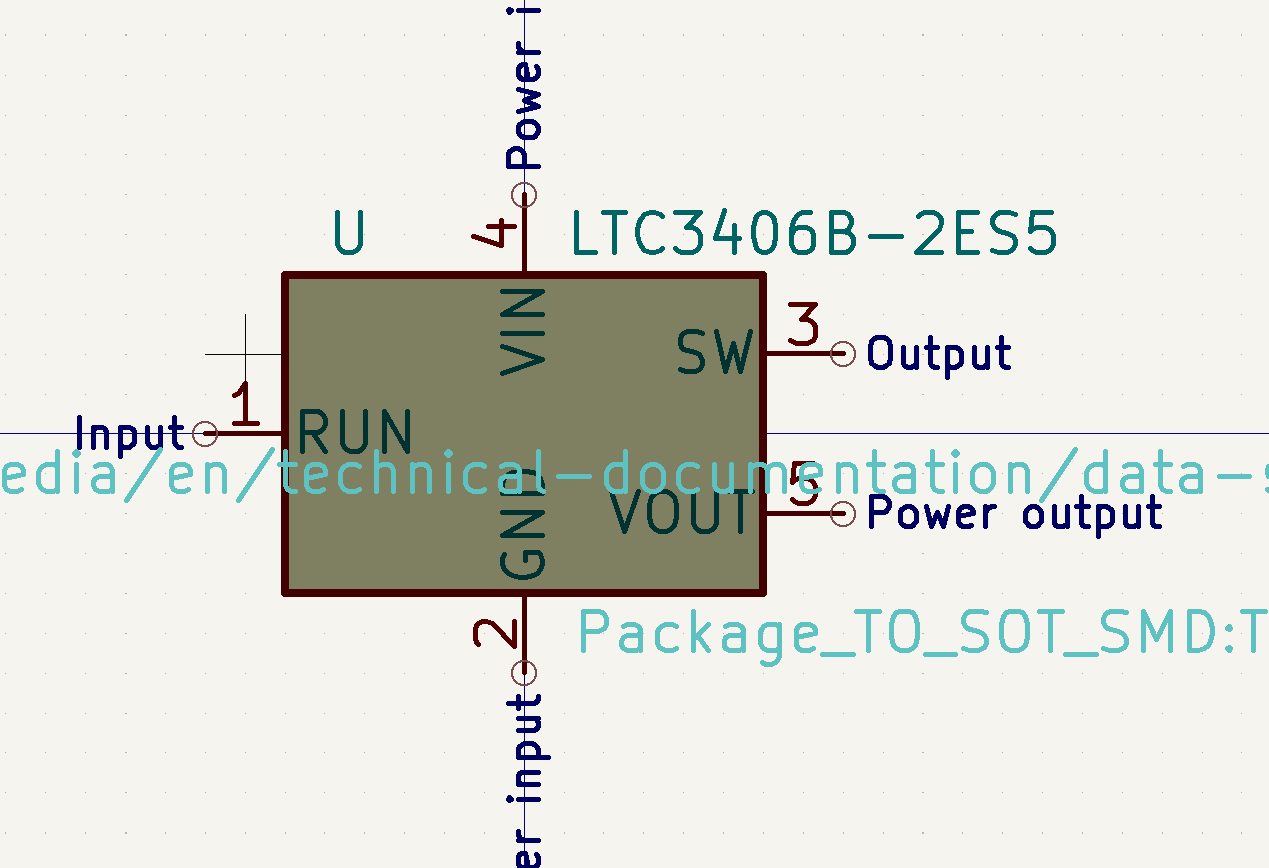 Power i
U
LTC3406B-2ES5
4
VIN
3
SW
Output
1
Input
RUN
edia/en/technical-documentation/data-s
5
GND
VOUT
Power output
2
Package_TO_SOT_SMD:T
er input